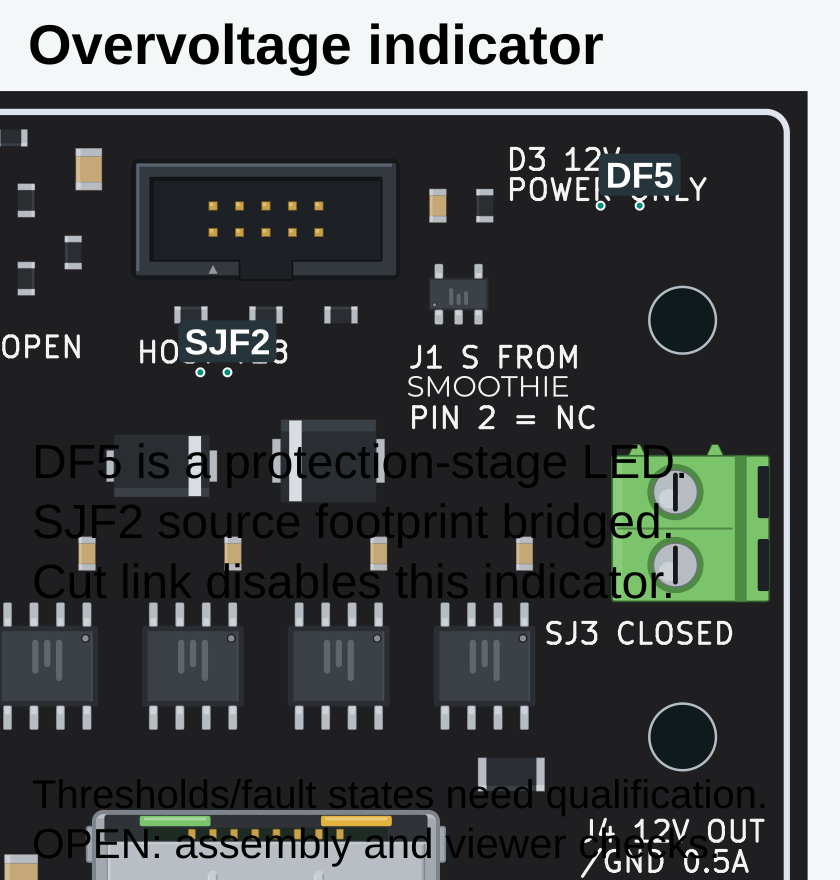 Overvoltage indicator
D3 12V
POWER ONLY
DF5
OPEN
SJF2
J1 S FROM
SMOOTHIE
PIN 2 = NC
DF5 is a protection-stage LED.
SJF2 source footprint bridged.
Cut link disables this indicator.
SJ3 CLOSED
Thresholds/fault states need qualification.
OPEN: assembly and viewer checks.
J4 12V OUT
/GND 0.5A